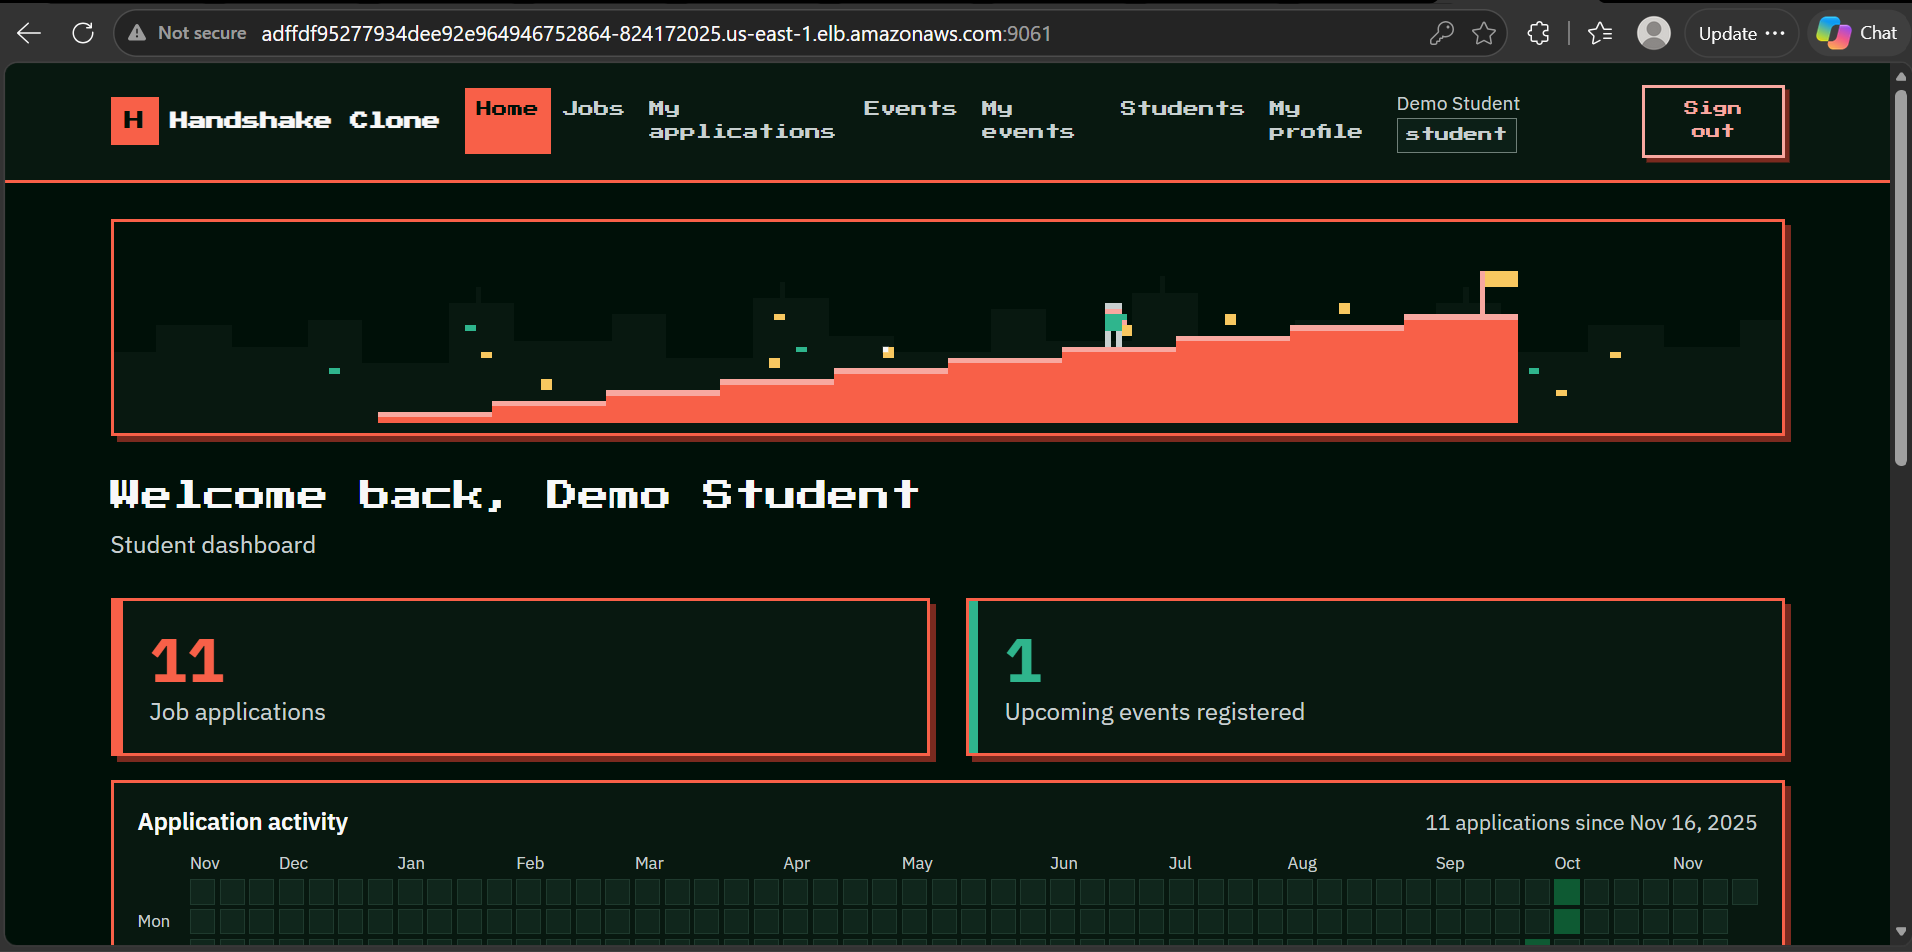 Not secure adffdf95277934dee92e964946752864-824172025.us-east-1.elb.amazonaws.com:9061
Update
Chat
H
Handshake Clone
Home
Jobs
My
applications
Events
My
events
Students
My
profile
Demo Student
student
Sign
out
Welcome back, Demo Student
Student dashboard
11
Job applications
1
Upcoming events registered
Application activity
11 applications since Nov 16, 2025
Nov Dec Jan Feb Mar Apr May Jun Jul Aug Sep Oct Nov
Mon